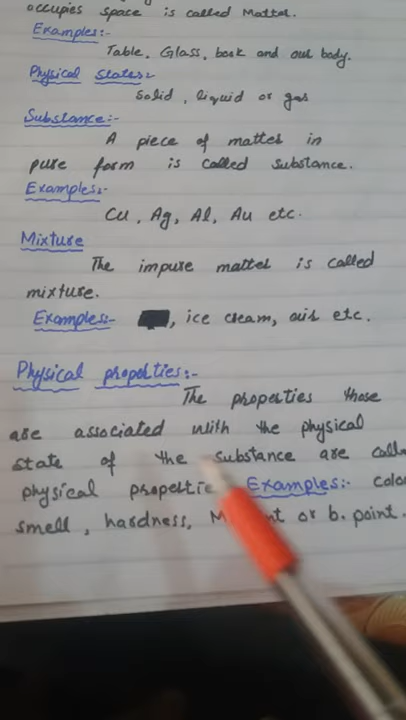 occupies space is called Matter.
Examples:-
Table, Glass, book and our body.
Physical states:-
Solid, liquid or gas
Substance:-
A piece of matter in
pure form is called substance.
Examples:-
Cu, Ag, Al, Au etc.
Mixture
The impure matter is called
mixture.
Examples:- , ice cream, air etc.
Physical properties:-
The properties those
are associated with the physical
state of the substance are call
physical propertie Examples:- colo
smell, hardness, M nt or b. point.